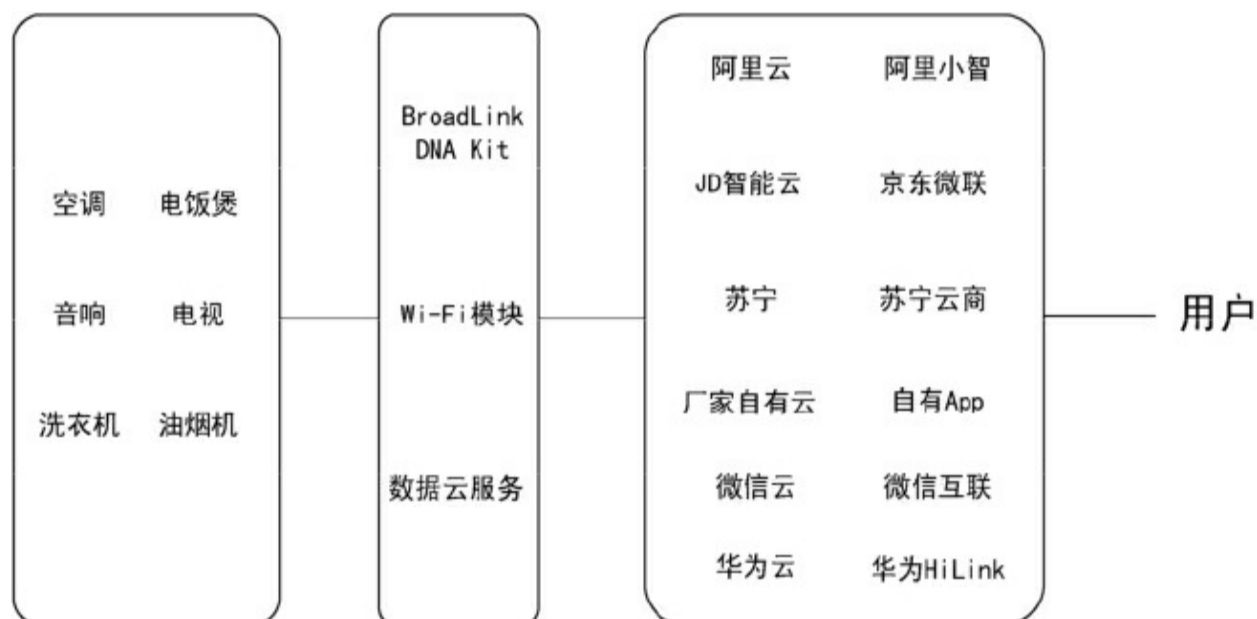 空调 电饭煲
音响 电视
洗衣机 油烟机
BroadLink
DNA Kit
Wi-Fi模块
数据云服务
阿里云 阿里小智
JD智能云 京东微联
苏宁 苏宁云商
厂家自有云 自有App
微信云 微信互联
华为云 华为HiLink
用户